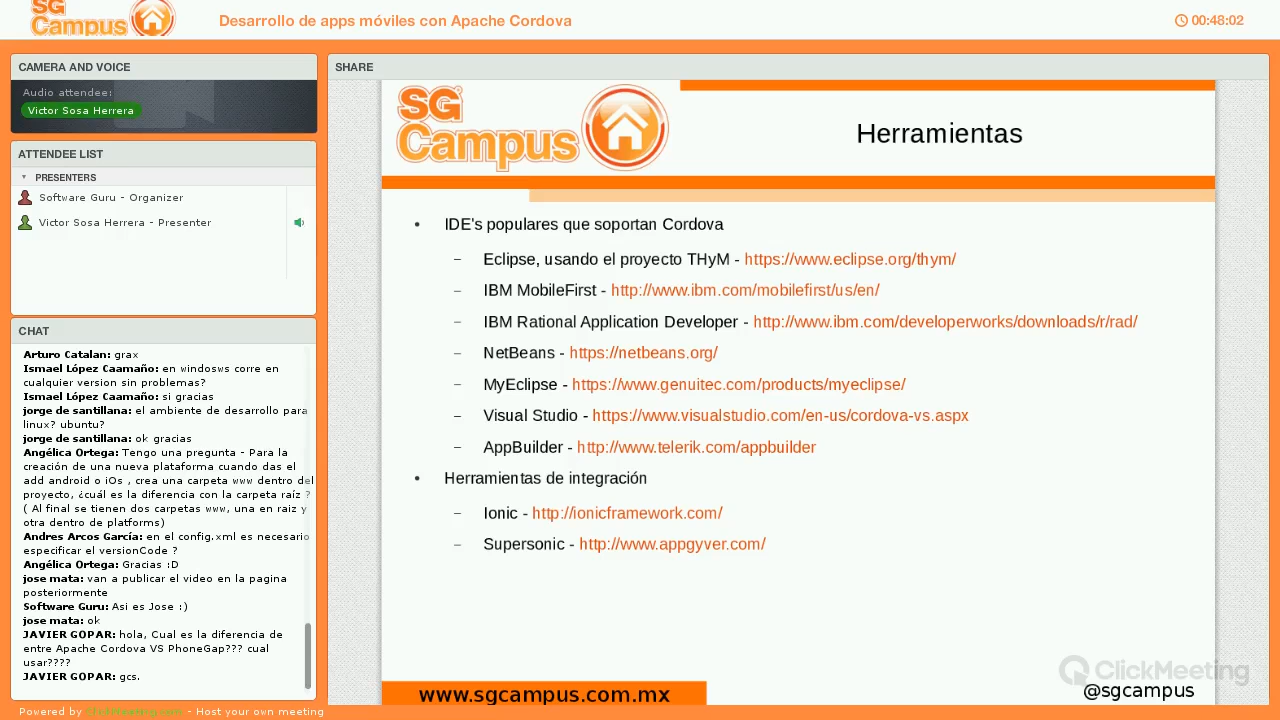 SG
Campus
Desarrollo de apps móviles con Apache Cordova
00:48:02
CAMERA AND VOICE
Audio attendee:
Victor Sosa Herrera
ATTENDEE LIST
PRESENTERS
Software Guru - Organizer
Victor Sosa Herrera - Presenter
CHAT
Arturo Catalan: grax
Ismael López Caamaño: en windosws corre en
cualquier version sin problemas?
Ismael López Caamaño: si gracias
jorge de santillana: el ambiente de desarrollo para
linux? ubuntu?
jorge de santillana: ok gracias
Angélica Ortega: Tengo una pregunta - Para la
creación de una nueva plataforma cuando das el
add android o iOs , crea una carpeta www dentro del
proyecto, ¿cuál es la diferencia con la carpeta raíz ?
( Al final se tienen dos carpetas www, una en raiz y
otra dentro de platforms)
Andres Arcos García: en el config.xml es necesario
especificar el versionCode ?
Angélica Ortega: Gracias :D
jose mata: van a publicar el video en la pagina
posteriormente
Software Guru: Asi es Jose :)
jose mata: ok
JAVIER GOPAR: hola, Cual es la diferencia de
entre Apache Cordova VS PhoneGap??? cual
usar????
JAVIER GOPAR: gcs.
Powered by ClickMeeting.com - Host your own meeting
SHARE
SG
Campus
Herramientas
• IDE's populares que soportan Cordova
– Eclipse, usando el proyecto THyM - https://www.eclipse.org/thym/
– IBM MobileFirst - http://www.ibm.com/mobilefirst/us/en/
– IBM Rational Application Developer - http://www.ibm.com/developerworks/downloads/r/rad/
– NetBeans - https://netbeans.org/
– MyEclipse - https://www.genuitec.com/products/myeclipse/
– Visual Studio - https://www.visualstudio.com/en-us/cordova-vs.aspx
– AppBuilder - http://www.telerik.com/appbuilder
• Herramientas de integración
– Ionic - http://ionicframework.com/
– Supersonic - http://www.appgyver.com/
ClickMeeting
www.sgcampus.com.mx
@sgcampus